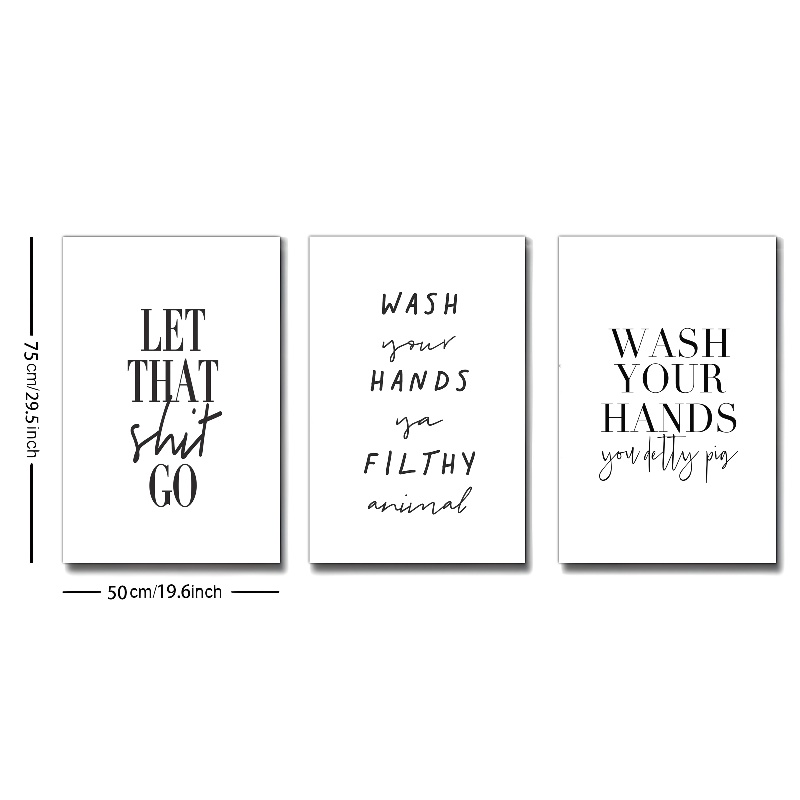 LET
THAT
shit
GO
WASH
your
HANDS
ya
FILTHY
animal
WASH
YOUR
HANDS
you detty pig
75cm/29.5inch
50cm/19.6inch